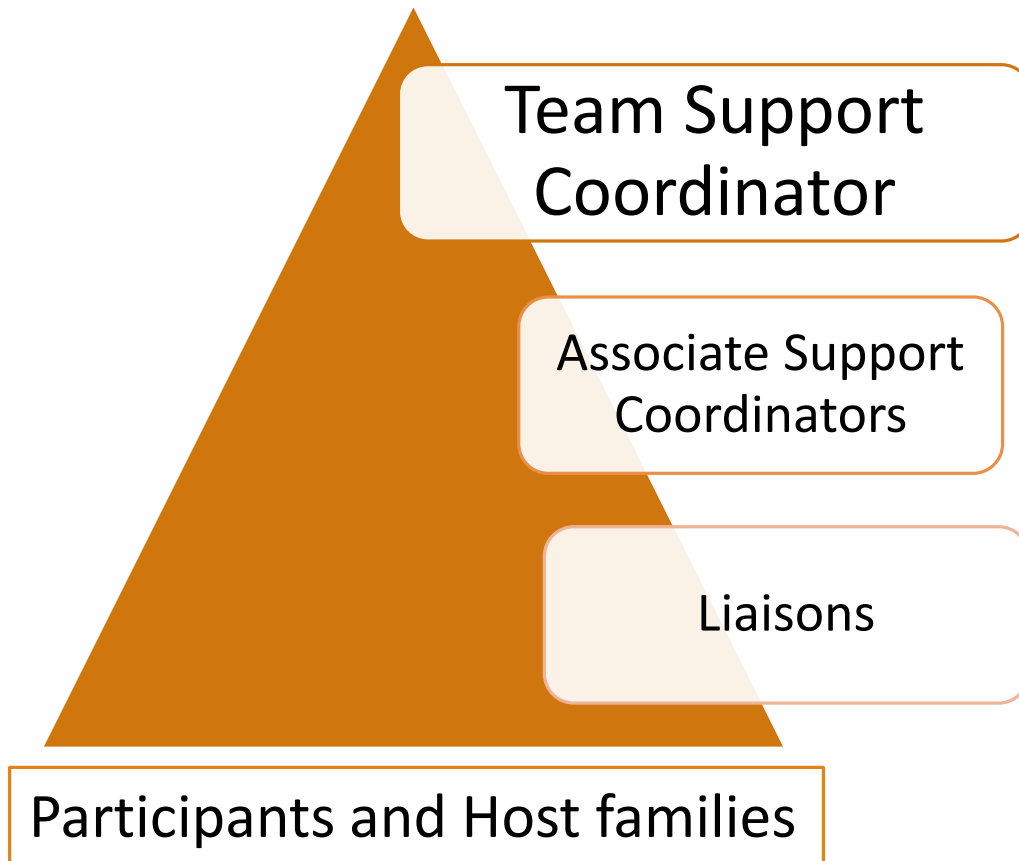 Team Support
Coordinator
Associate Support
Coordinators
Liaisons
Participants and Host families